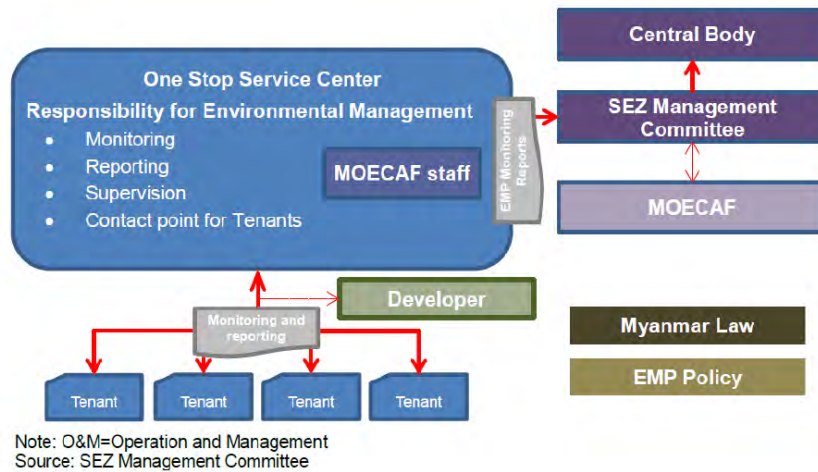 One Stop Service Center
Responsibility for Environmental Management
• Monitoring
• Reporting
• Supervision
• Contact point for Tenants
MOECAF staff
EMP Monitoring
Reports
Central Body
SEZ Management
Committee
MOECAF
Developer
Monitoring and
reporting
Tenant
Tenant
Tenant
Tenant
Myanmar Law
EMP Policy
Note: O&M=Operation and Management
Source: SEZ Management Committee